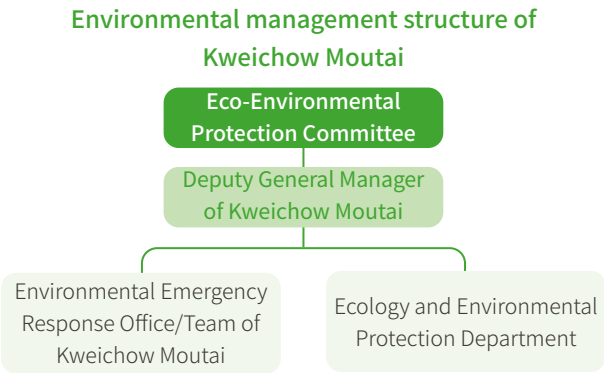 Environmental management structure of
Kweichow Moutai
Eco-Environmental
Protection Committee
Deputy General Manager
of Kweichow Moutai
Environmental Emergency
Response Office/Team of
Kweichow Moutai
Ecology and Environmental
Protection Department